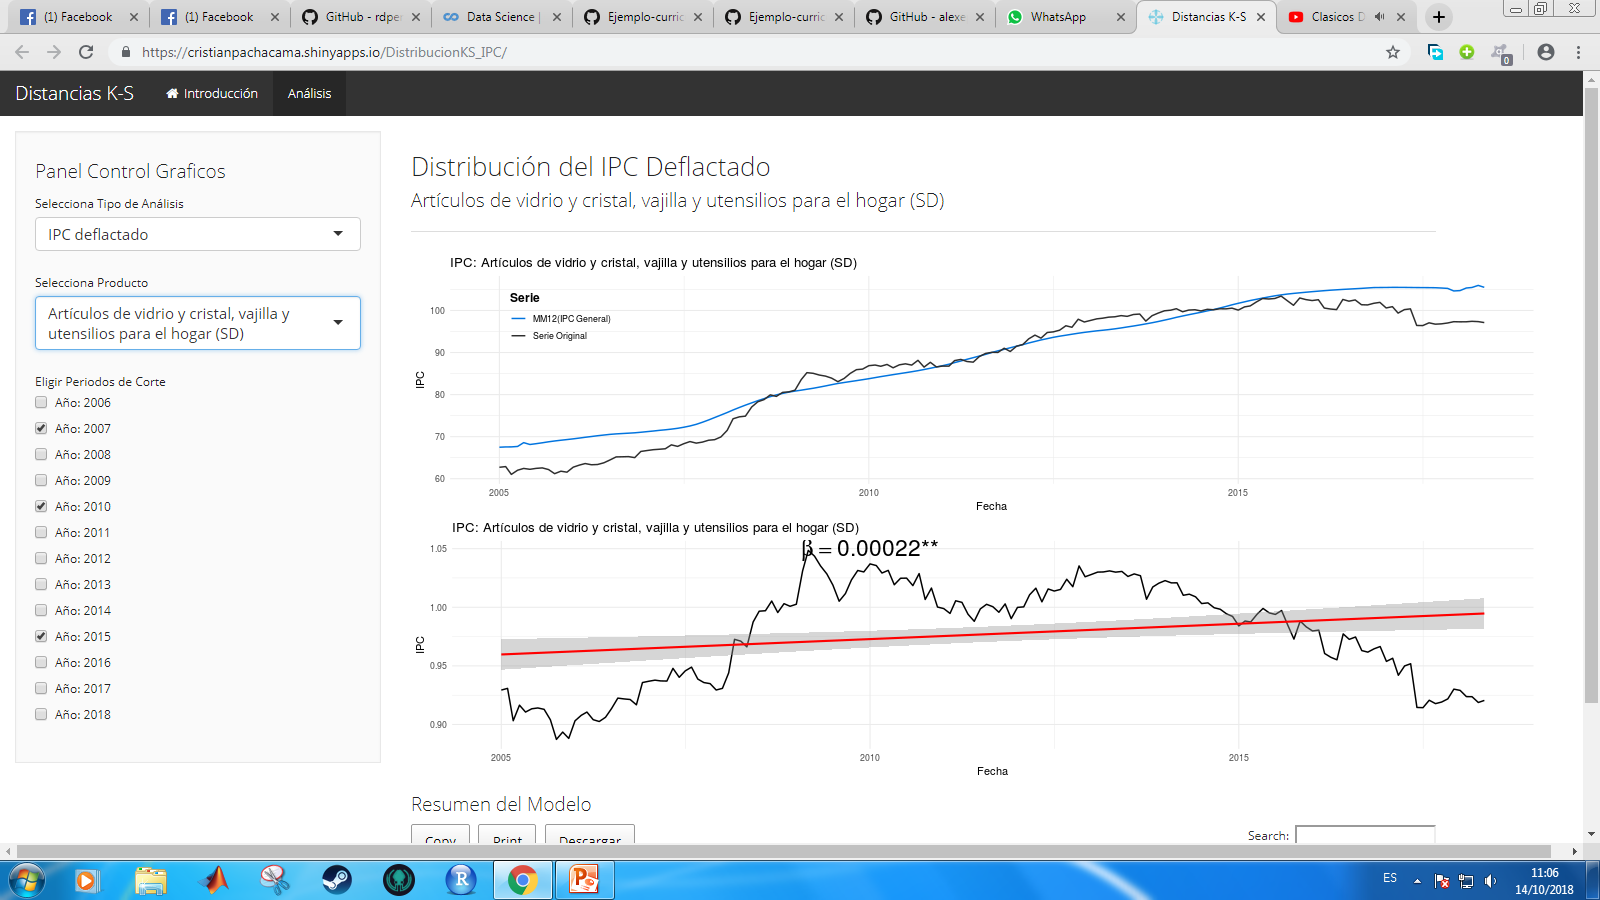 (1) Facebook
(1) Facebook
GitHub - rdpe
Data Science |
Ejemplo-curric
Ejemplo-curric
GitHub - alexe
WhatsApp
Distancias K-S
Clasicos D
https://cristianpachacama.shinyapps.io/DistribucionKS_IPC/
0
Distancias K-S
Introducción
Análisis
Panel Control Graficos
Selecciona Tipo de Análisis
IPC deflactado
Selecciona Producto
Artículos de vidrio y cristal, vajilla y
utensilios para el hogar (SD)
Eligir Periodos de Corte
Año: 2006
Año: 2007
Año: 2008
Año: 2009
Año: 2010
Año: 2011
Año: 2012
Año: 2013
Año: 2014
Año: 2015
Año: 2016
Año: 2017
Año: 2018
Distribución del IPC Deflactado
Artículos de vidrio y cristal, vajilla y utensilios para el hogar (SD)
IPC: Artículos de vidrio y cristal, vajilla y utensilios para el hogar (SD)
Serie
MM12(IPC General)
Serie Original
100
90
80
70
60
IPC
2005
2010
2015
Fecha
IPC: Artículos de vidrio y cristal, vajilla y utensilios para el hogar (SD)
β = 0.00022**
1.05
1.00
0.95
0.90
IPC
2005
2010
2015
Fecha
Resumen del Modelo
Copy
Print
Descargar
Search:
ES
11:06
14/10/2018